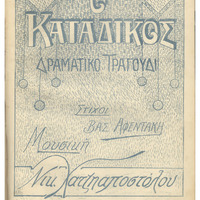 Ο
ΚΑΤΑΔΙΚΟΣ
ΔΡΑΜΑΤΙΚΟ ΤΡΑΓΟΥΔΙ
ΣΤΙΧΟΙ
ΒΑΣ ΑΦΕΝΤΑΚΗ
Μουσική
Νικ Χατζηαποστόλου